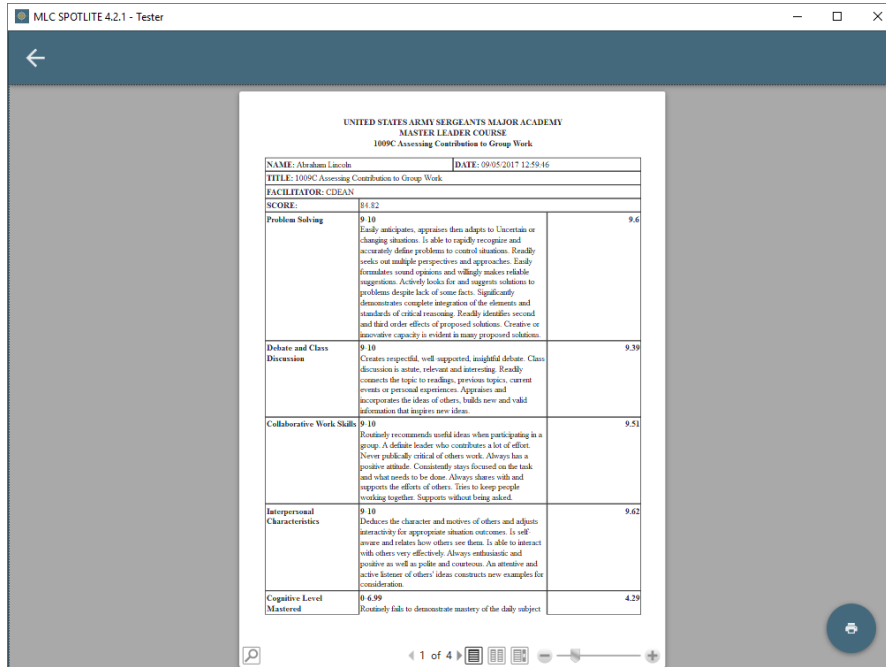 MLC SPOTLITE 4.2.1 - Tester
UNITED STATES ARMY SERGEANTS MAJOR ACADEMY
MASTER LEADER COURSE
1009C Assessing Contribution to Group Work
NAME: Abraham Lincoln DATE: 09/05/2017 12:59:46
TITLE: 1009C Assessing Contribution to Group Work
FACILITATOR: CDEAN
SCORE: 84.82
Problem Solving 9-10 9.6
Easily anticipates, appraises then adapts to Uncertain or
changing situations. Is able to rapidly recognize and
accurately define problems to control situations. Readily
seeks out multiple perspectives and approaches. Easily
formulates sound opinions and willingly makes reliable
suggestions. Actively looks for and suggests solutions to
problems despite lack of some facts. Significantly
demonstrates complete integration of the elements and
standards of critical reasoning. Readily identifies second
and third order effects of proposed solutions. Creative or
innovative capacity is evident in many proposed solutions.
Debate and Class Discussion 9-10 9.39
Creates respectful, well-supported, insightful debate. Class
discussion is astute, relevant and interesting. Readily
connects the topic to readings, previous topics, current
events or personal experiences. Appraises and
incorporates the ideas of others, builds new and valid
information that inspires new ideas.
Collaborative Work Skills 9-10 9.51
Routinely recommends useful ideas when participating in a
group. A definite leader who contributes a lot of effort.
Never publically critical of others work. Always has a
positive attitude. Consistently stays focused on the task
and what needs to be done. Always shares with and
supports the efforts of others. Tries to keep people
working together. Supports without being asked.
Interpersonal Characteristics 9-10 9.62
Deduces the character and motives of others and adjusts
interactivity for appropriate situation outcomes. Is self-
aware and relates how others see them. Is able to interact
with others very effectively. Always enthusiastic and
positive as well as polite and courteous. An attentive and
active listener of others' ideas constructs new examples for
consideration.
Cognitive Level Mastered 0-6.99 4.29
Routinely fails to demonstrate mastery of the daily subject
1 of 4